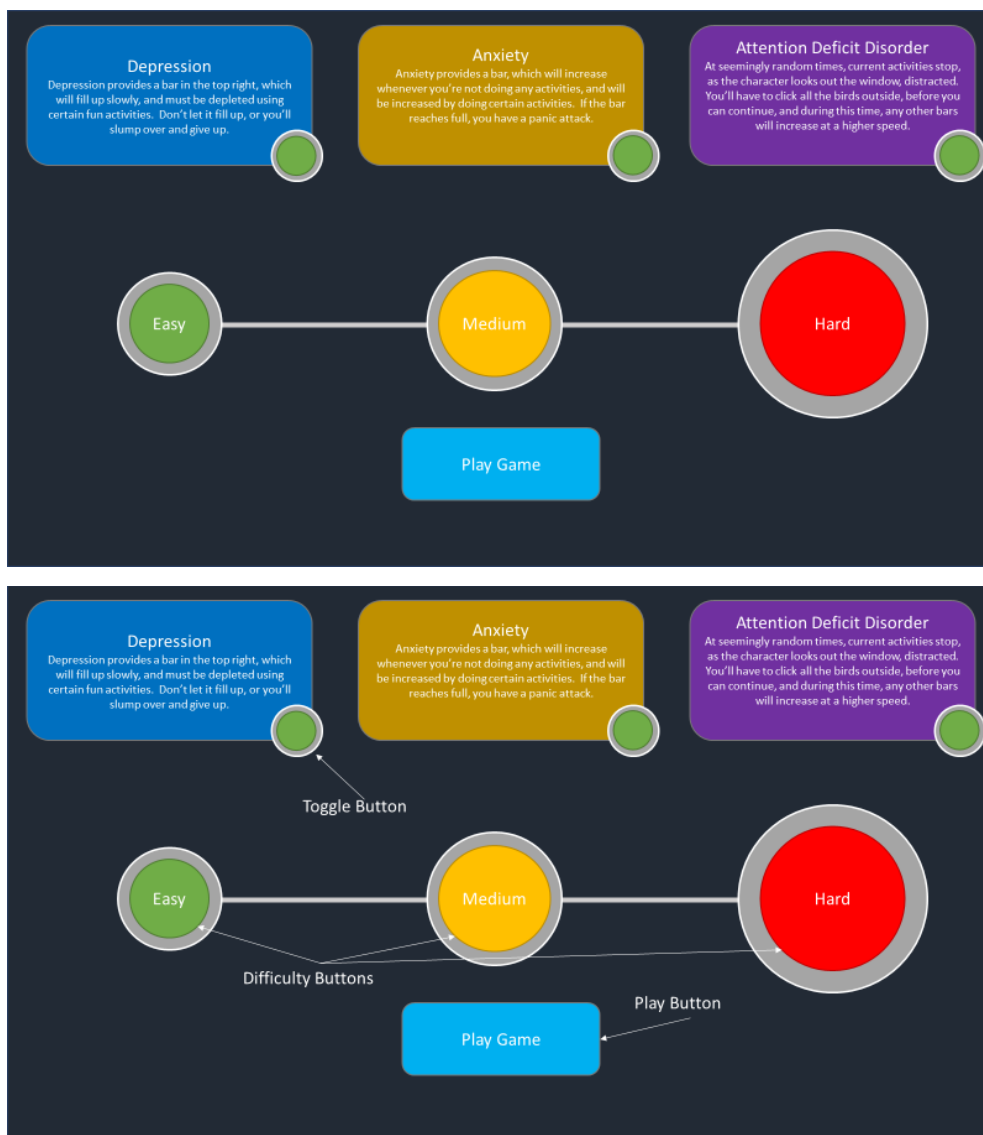 Depression
Depression provides a bar in the top right, which
will fill up slowly, and must be depleted using
certain fun activities.  Don't let it fill up, or you'll
slump over and give up.
Anxiety
Anxiety provides a bar, which will increase
whenever you're not doing any activities, and will
be increased by doing certain activities.  If the bar
reaches full, you have a panic attack.
Attention Deficit Disorder
At seemingly random times, current activities stop,
as the character looks out the window, distracted.
You'll have to click all the birds outside, before you
can continue, and during this time, any other bars
will increase at a higher speed.
Easy
Medium
Hard
Play Game
Depression
Depression provides a bar in the top right, which
will fill up slowly, and must be depleted using
certain fun activities.  Don't let it fill up, or you'll
slump over and give up.
Anxiety
Anxiety provides a bar, which will increase
whenever you're not doing any activities, and will
be increased by doing certain activities.  If the bar
reaches full, you have a panic attack.
Attention Deficit Disorder
At seemingly random times, current activities stop,
as the character looks out the window, distracted.
You'll have to click all the birds outside, before you
can continue, and during this time, any other bars
will increase at a higher speed.
Toggle Button
Easy
Medium
Hard
Difficulty Buttons
Play Button
Play Game